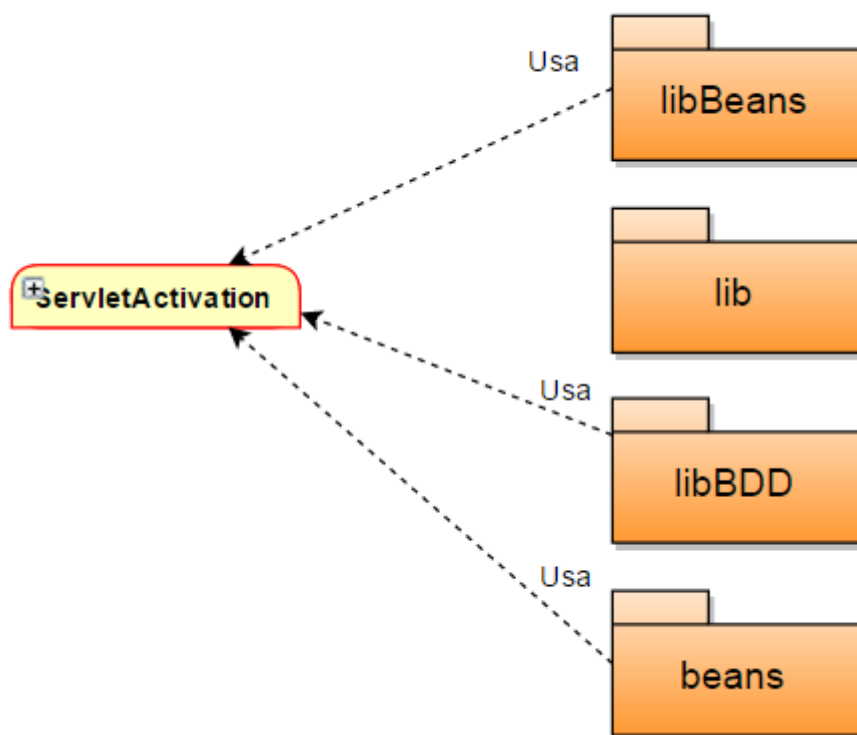 Usa
libBeans
ServletActivation
lib
Usa
libBDD
Usa
beans